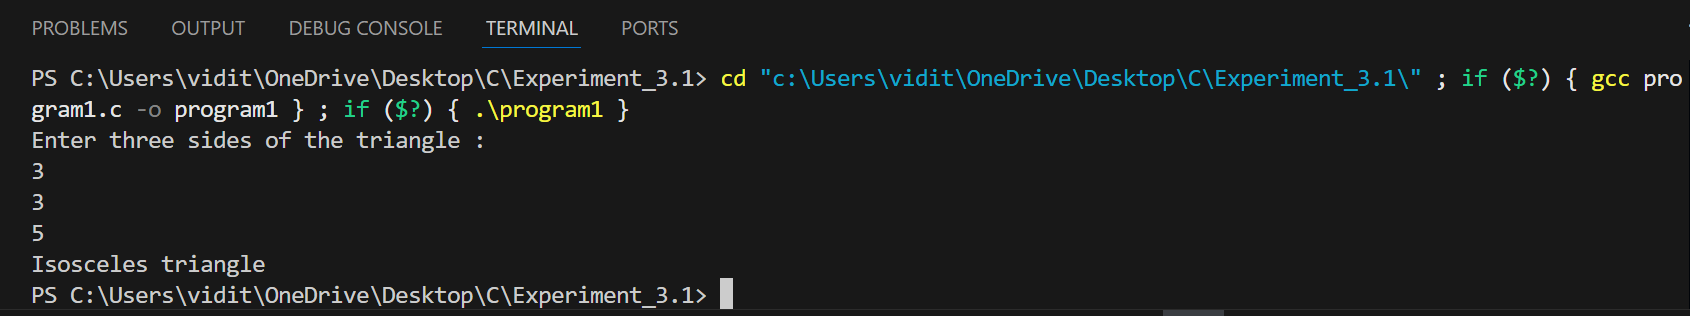 PROBLEMS OUTPUT DEBUG CONSOLE TERMINAL PORTS
PS C:\Users\vidit\OneDrive\Desktop\C\Experiment_3.1> cd "c:\Users\vidit\OneDrive\Desktop\C\Experiment_3.1\" ; if ($?) { gcc pro
gram1.c -o program1 } ; if ($?) { .\program1 }
Enter three sides of the triangle :
3
3
5
Isosceles triangle
PS C:\Users\vidit\OneDrive\Desktop\C\Experiment_3.1>